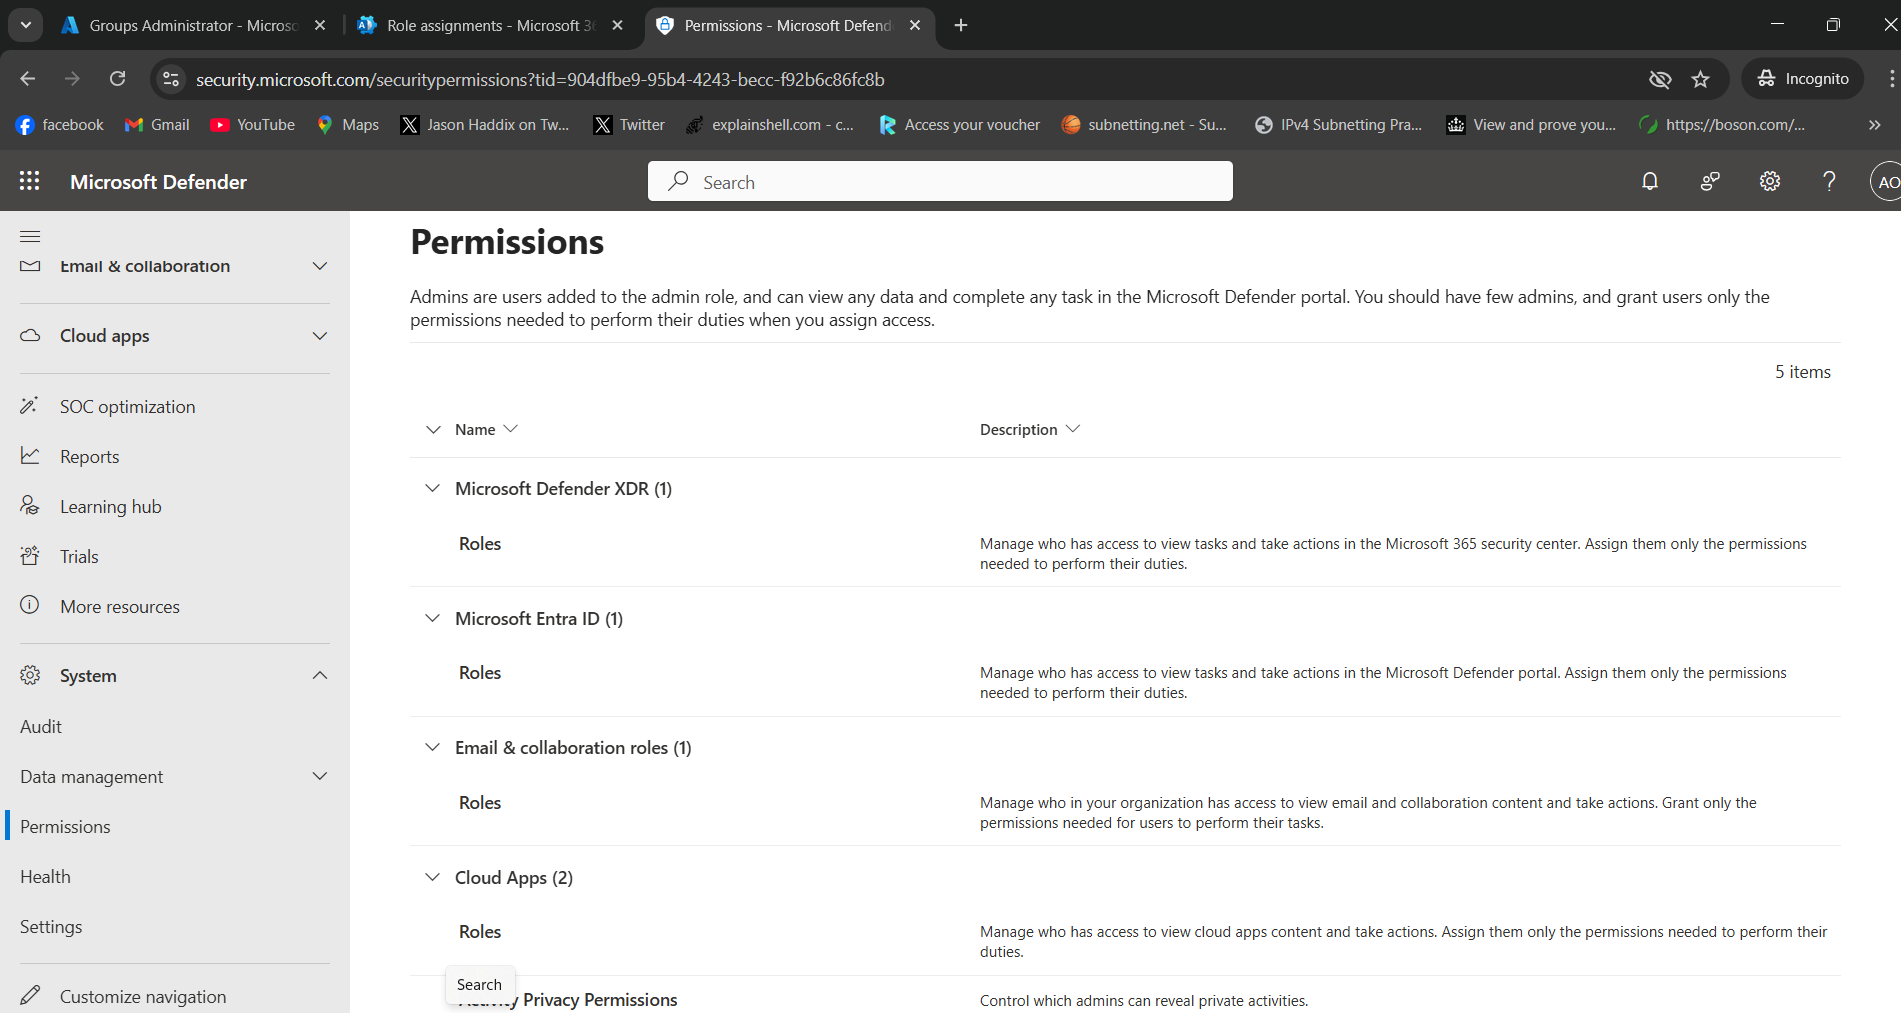 Groups Administrator - Micros
Role assignments - Microsoft 3
Permissions - Microsoft Defend
security.microsoft.com/securitypermissions?tid=904dfbe9-95b4-4243-becc-f92b6c86fc8b
Incognito
facebook
Gmail
YouTube
Maps
Jason Haddix on Tw...
Twitter
explainshell.com - c...
Access your voucher
subnetting.net - Su...
IPv4 Subnetting Pra...
View and prove you...
https://boson.com/...
Microsoft Defender
Search
AO
Email & collaboration
Cloud apps
SOC optimization
Reports
Learning hub
Trials
More resources
System
Audit
Data management
Permissions
Health
Settings
Customize navigation
Permissions
Admins are users added to the admin role, and can view any data and complete any task in the Microsoft Defender portal. You should have few admins, and grant users only the
permissions needed to perform their duties when you assign access.
5 items
Name
Description
Microsoft Defender XDR (1)
Roles
Manage who has access to view tasks and take actions in the Microsoft 365 security center. Assign them only the permissions
needed to perform their duties.
Microsoft Entra ID (1)
Roles
Manage who has access to view tasks and take actions in the Microsoft Defender portal. Assign them only the permissions
needed to perform their duties.
Email & collaboration roles (1)
Roles
Manage who in your organization has access to view email and collaboration content and take actions. Grant only the
permissions needed for users to perform their tasks.
Cloud Apps (2)
Roles
Manage who has access to view cloud apps content and take actions. Assign them only the permissions needed to perform their
duties.
Search
Activity Privacy Permissions
Control which admins can reveal private activities.